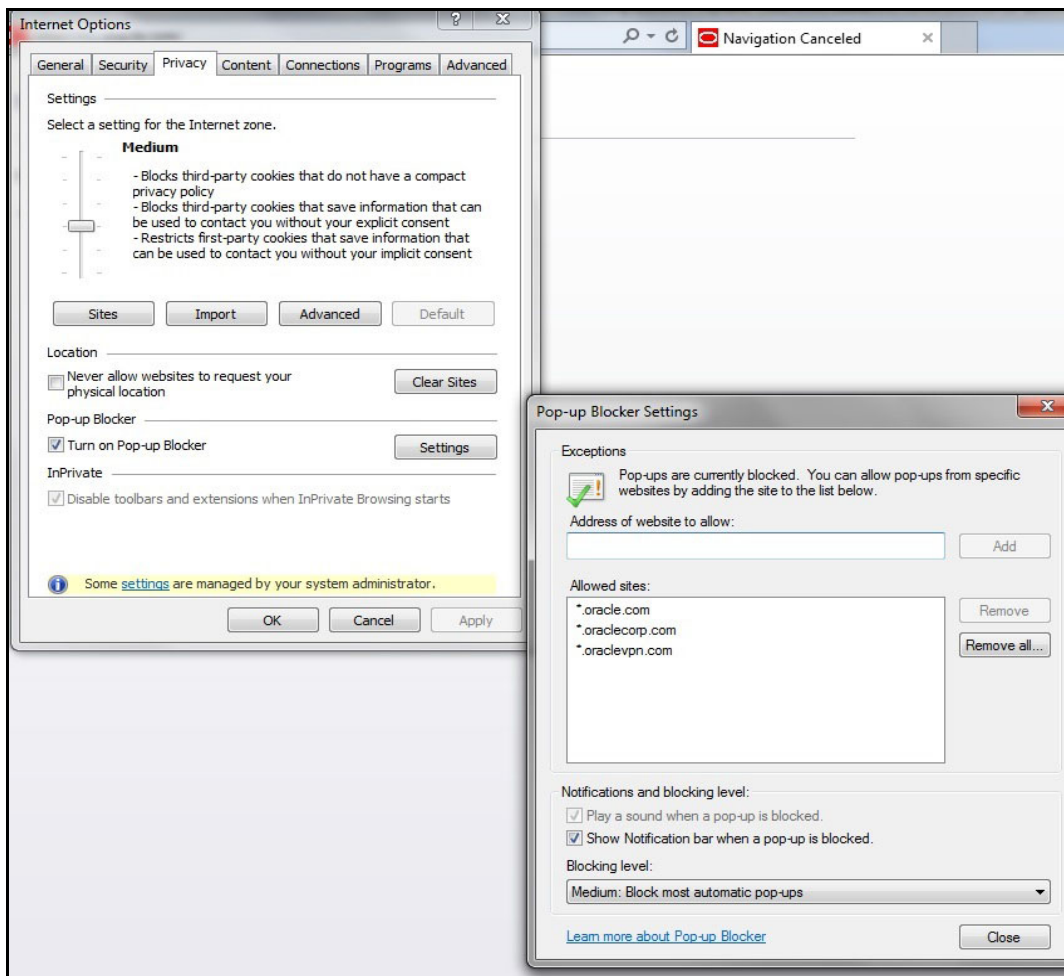 Internet Options
Navigation Canceled
General Security Privacy Content Connections Programs Advanced
Settings
Select a setting for the Internet zone.
Medium
- Blocks third-party cookies that do not have a compact
privacy policy
- Blocks third-party cookies that save information that can
be used to contact you without your explicit consent
- Restricts first-party cookies that save information that
can be used to contact you without your implicit consent
Sites Import Advanced Default
Location
Never allow websites to request your
physical location
Clear Sites
Pop-up Blocker
Turn on Pop-up Blocker
Settings
InPrivate
Disable toolbars and extensions when InPrivate Browsing starts
Some settings are managed by your system administrator.
OK Cancel Apply
Pop-up Blocker Settings
Exceptions
Pop-ups are currently blocked. You can allow pop-ups from specific
websites by adding the site to the list below.
Address of website to allow:
Add
Allowed sites:
*.oracle.com
*.oraclecorp.com
*.oraclevpn.com
Remove
Remove all...
Notifications and blocking level:
Play a sound when a pop-up is blocked.
Show Notification bar when a pop-up is blocked.
Blocking level:
Medium: Block most automatic pop-ups
Learn more about Pop-up Blocker
Close